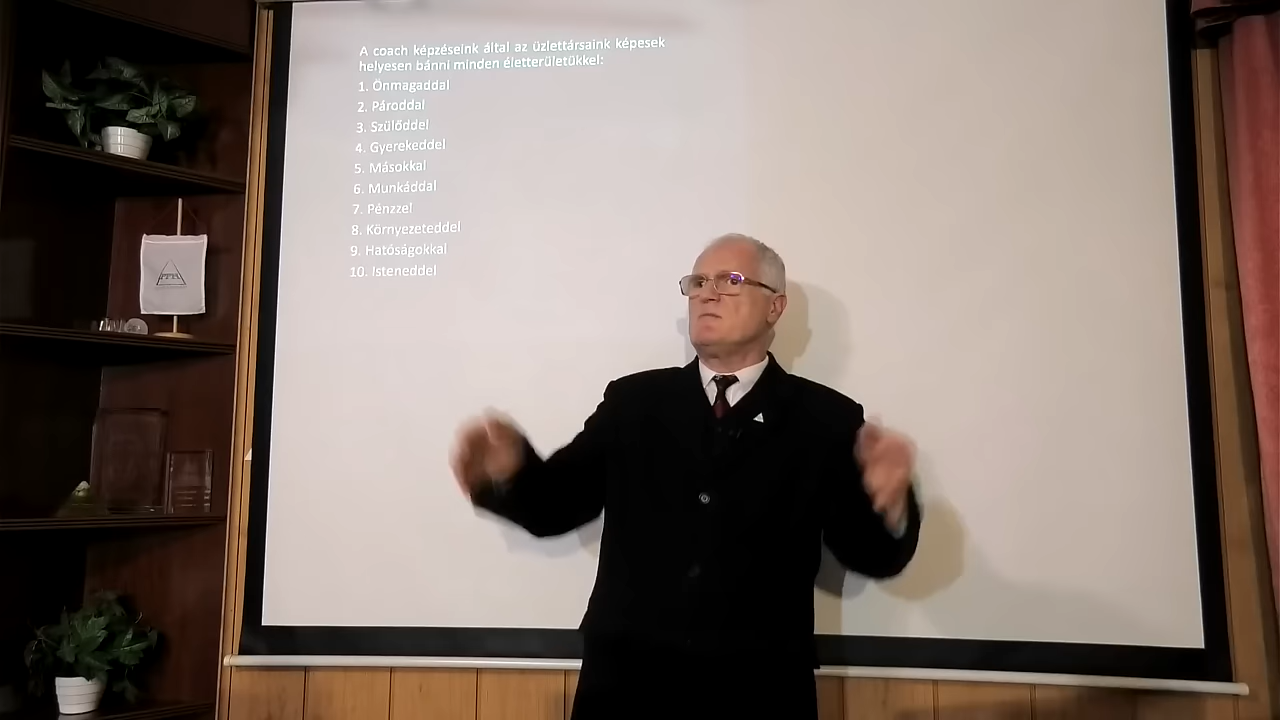 A coach képzéseink által az üzlettársaink képesek
helyesen bánni minden életterületükkel:
1. Önmagaddal
2. Pároddal
3. Szülőddel
4. Gyerekeddel
5. Másokkal
6. Munkáddal
7. Pénzzel
8. Környezeteddel
9. Hatóságokkal
10. Isteneddel